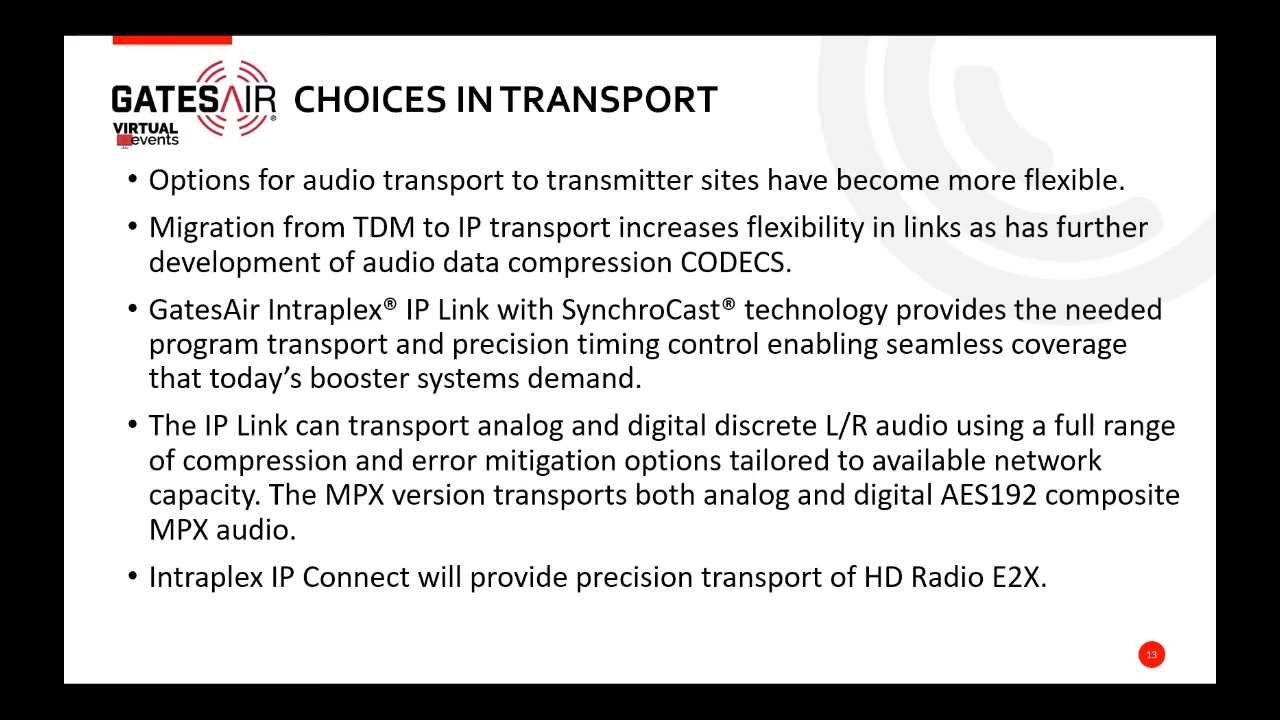 GATESAIR®
VIRTUAL
events
CHOICES IN TRANSPORT
• Options for audio transport to transmitter sites have become more flexible.
• Migration from TDM to IP transport increases flexibility in links as has further
development of audio data compression CODECS.
• GatesAir Intraplex® IP Link with SynchroCast® technology provides the needed
program transport and precision timing control enabling seamless coverage
that today’s booster systems demand.
• The IP Link can transport analog and digital discrete L/R audio using a full range
of compression and error mitigation options tailored to available network
capacity. The MPX version transports both analog and digital AES192 composite
MPX audio.
• Intraplex IP Connect will provide precision transport of HD Radio E2X.
13